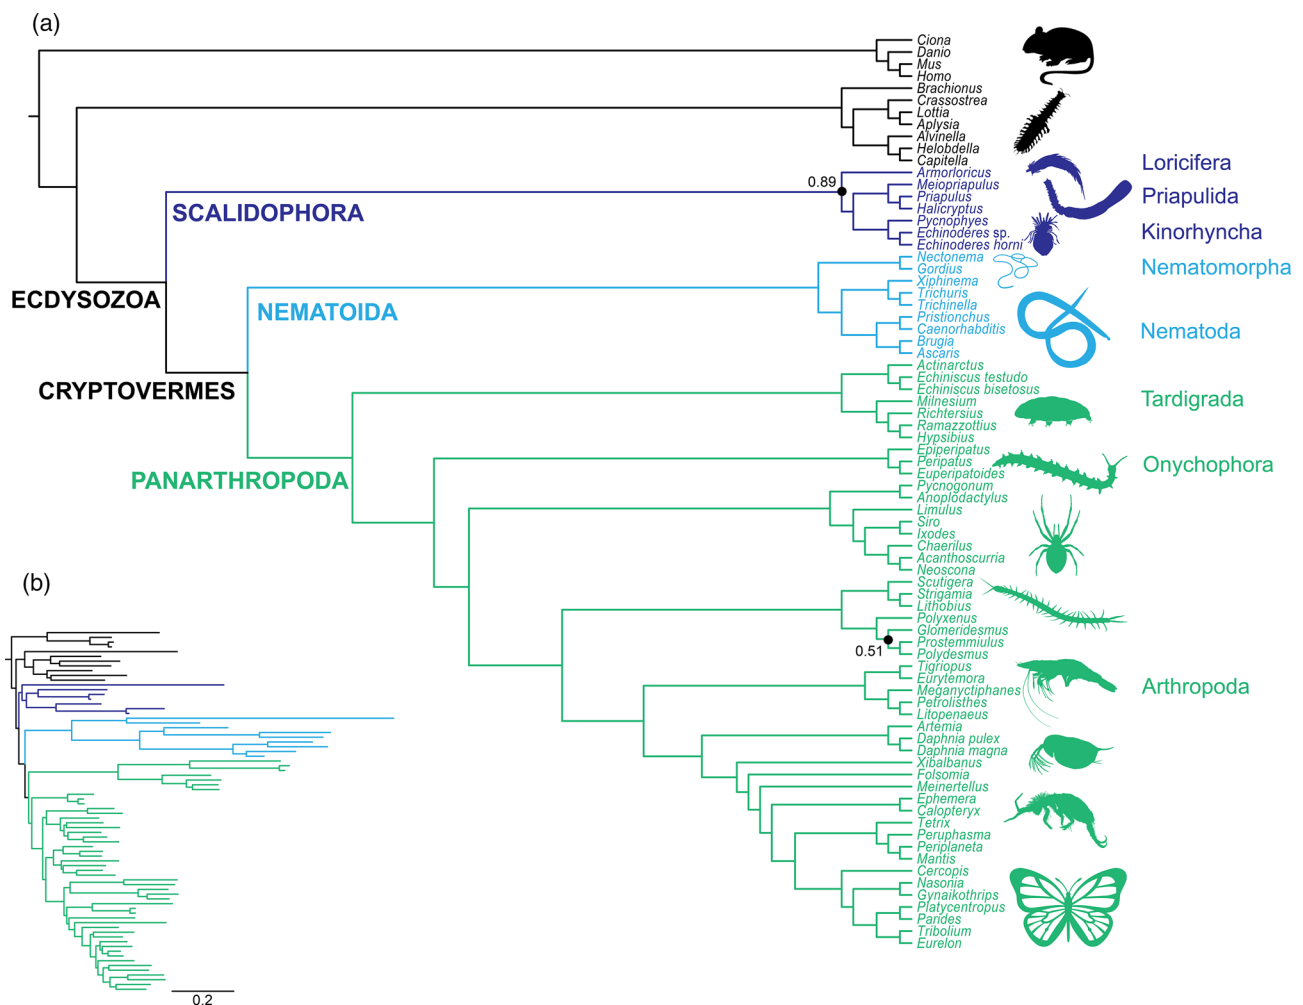 (a)
Ciona
Danio
Mus
Homo
Brachionus
Crassostrea
Lottia
Aplysia
Alvinella
Helobdella
Capitella
0.89
Armorloricus
Meiopriapulus
Priapulus
Halicryptus
Pycnophyes
Echinoderes sp.
Echinoderes horni
Loricifera
Priapulida
Kinorhyncha
SCALIDOPHORA
Nectonema
Gordius
Xiphinema
Trichuris
Trichinella
Pristionchus
Caenorhabditis
Brugia
Ascaris
Nematomorpha
Nematoda
ECDYSOZOA
NEMATOIDA
CRYPTOVERMES
Actinarctus
Echiniscus testudo
Echiniscus bisetosus
Milnesium
Richtersius
Ramazzottius
Hypsibius
Tardigrada
Epiperipatus
Peripatus
Euperipatoides
Onychophora
PANARTHROPODA
Pycnogonum
Anoplodactylus
Limulus
Siro
Ixodes
Chaerilus
Acanthoscurria
Neoscona
Scutigera
Strigamia
Lithobius
Polyxenus
Glomeridesmus
Prostemmiulus
Polydesmus
0.51
Tigriopus
Eurytemora
Meganyctiphanes
Petrolisthes
Litopenaeus
Arthropoda
Artemia
Daphnia pulex
Daphnia magna
Xibalbanus
Folsomia
Meinertellus
Ephemera
Calopteryx
Tetrix
Peruphasma
Periplaneta
Mantis
Cercopis
Nasonia
Gynaikothrips
Platycentropus
Parides
Tribolium
Eurelon
(b)
0.2